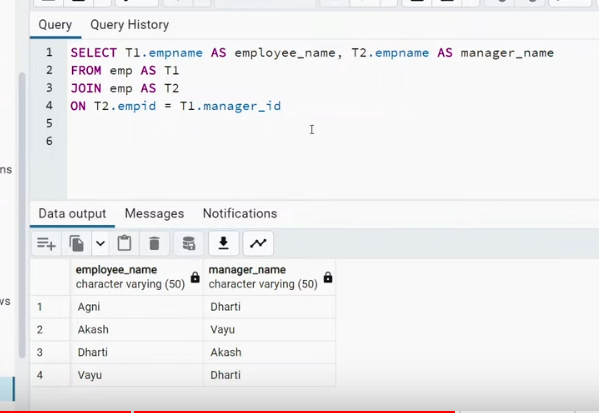 Query Query History
1 SELECT T1.empname AS employee_name, T2.empname AS manager_name
2 FROM emp AS T1
3 JOIN emp AS T2
4 ON T2.empid = T1.manager_id
5
6
ns
Data output Messages Notifications
employee_name manager_name
character varying (50) character varying (50)
ws
1 Agni Dharti
2 Akash Vayu
3 Dharti Akash
4 Vayu Dharti